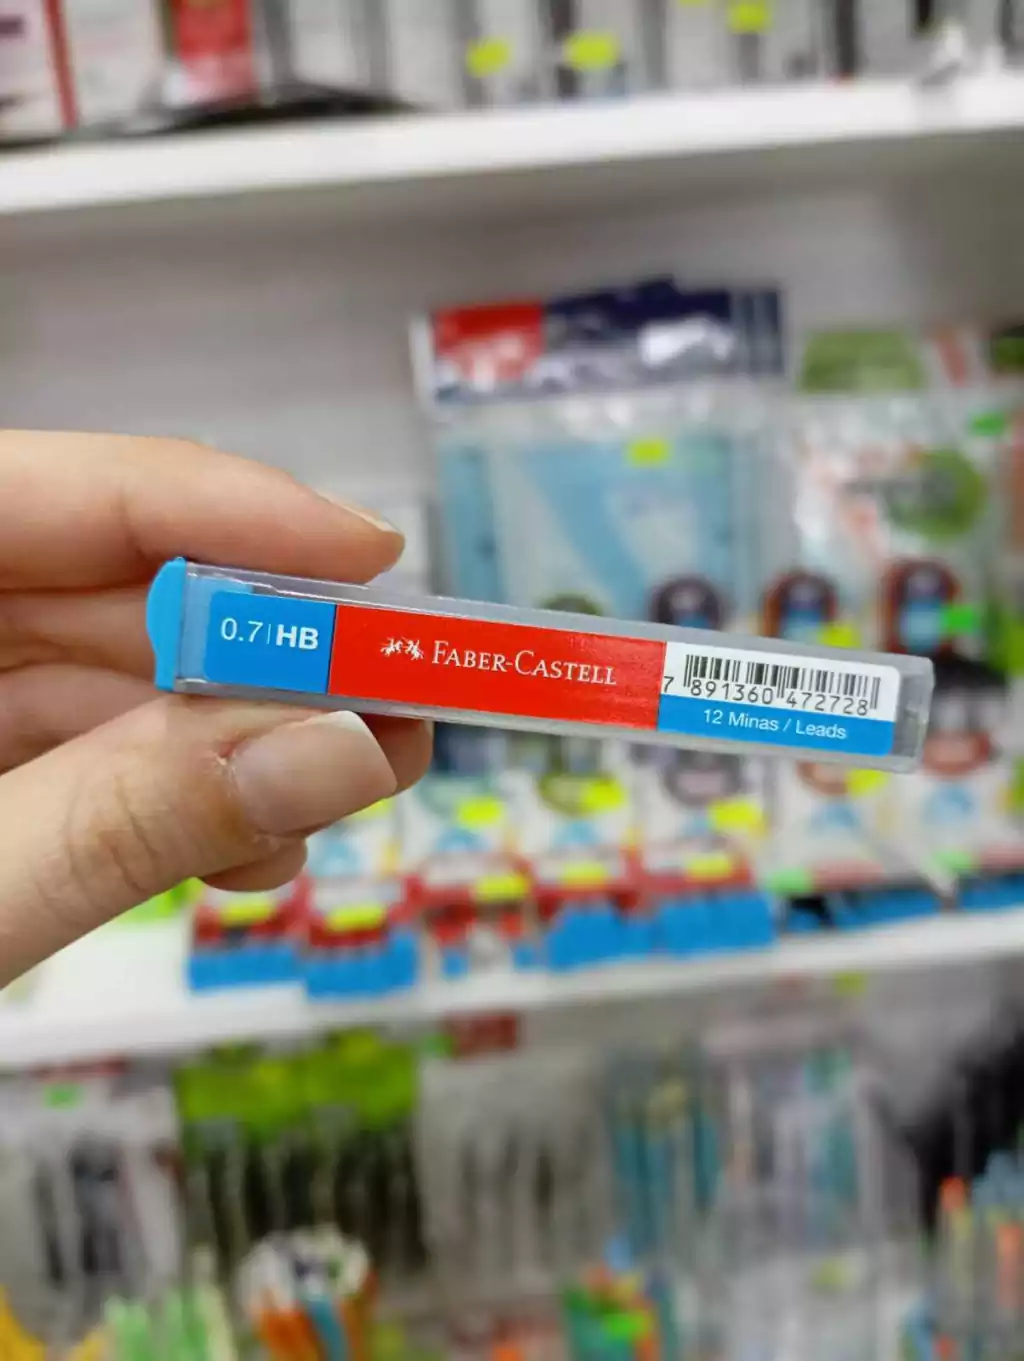 0.7 | HB
FABER-CASTELL
7 891360 472728
12 Minas / Leads